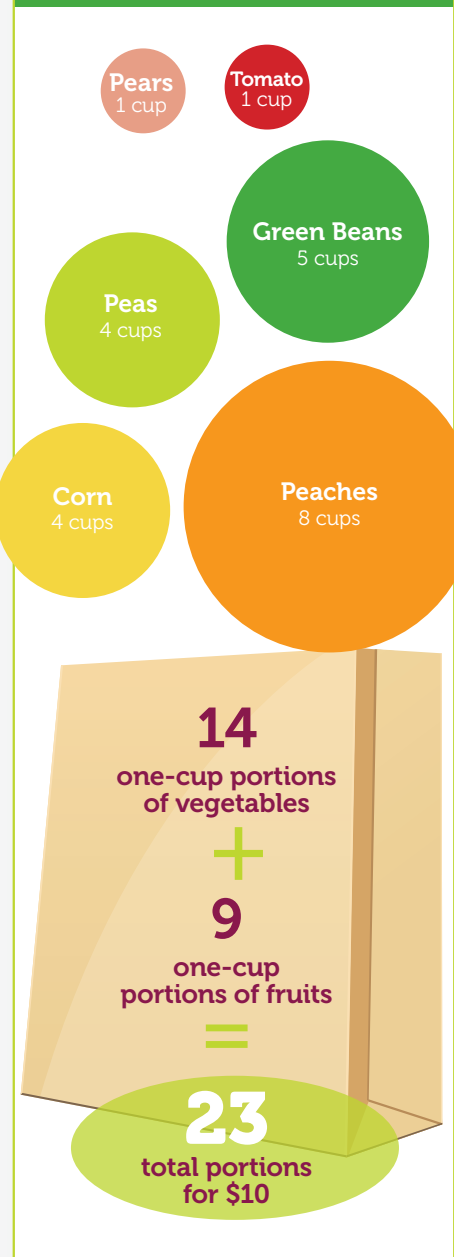 Pears
1 cup
Tomato
1 cup
Green Beans
5 cups
Peas
4 cups
Peaches
8 cups
Corn
4 cups
14
one-cup portions
of vegetables
+
9
one-cup
portions of fruits
=
23
total portions
for $10